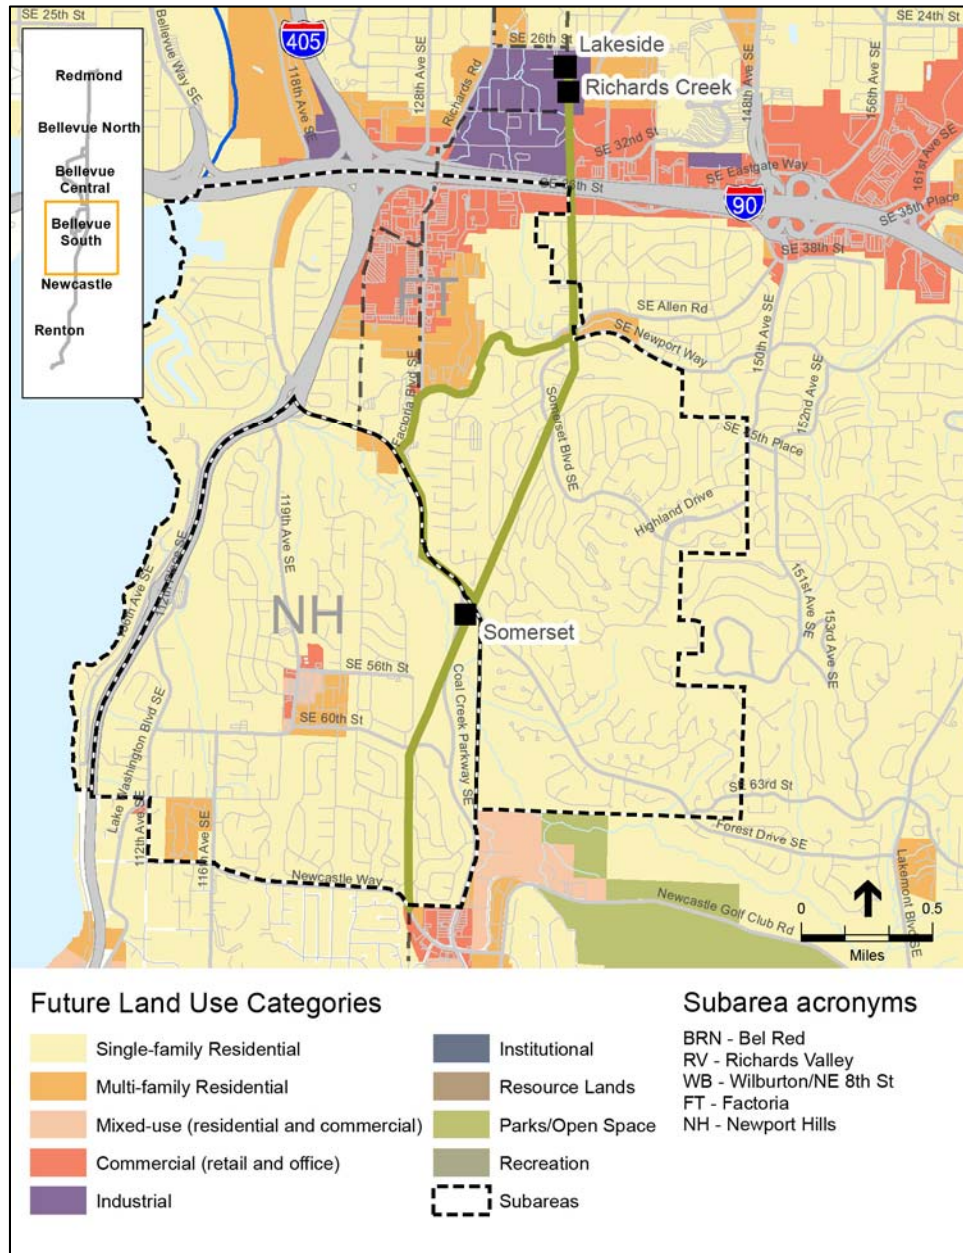 SE 25th St
Bellevue Way SE
118th Ave SE
405
128th Ave SE
Richards Rd
SE 26th St
Lakeside
Richards Creek
148th Ave SE
156th Ave SE
SE 24th St
Redmond
Bellevue North
Bellevue
Central
Bellevue
South
Newcastle
Renton
SE 32nd St
SE Eastgate Way
161st Ave SE
SE 36th St
90
SE 35th Place
SE 38th St
FT
SE Allen Rd
SE Newport Way
150th Ave SE
152nd Ave SE
Factoria Blvd SE
Somerset Blvd SE
SE 45th Place
Highland Drive
119th Ave SE
NH
Somerset
151st Ave SE
153rd Ave SE
106th Ave SE
112th Place SE
SE 56th St
SE 60th St
Coal Creek Parkway SE
Lake Washington Blvd SE
112th Ave SE
116th Ave SE
Newcastle Way
SE 63rd St
Forest Drive SE
Lakemont Blvd SE
Newcastle Golf Club Rd
0
0.5
Miles
Future Land Use Categories
Single-family Residential
Multi-family Residential
Mixed-use (residential and commercial)
Commercial (retail and office)
Industrial
Institutional
Resource Lands
Parks/Open Space
Recreation
Subareas
Subarea acronyms
BRN - Bel Red
RV - Richards Valley
WB - Wilburton/NE 8th St
FT - Factoria
NH - Newport Hills